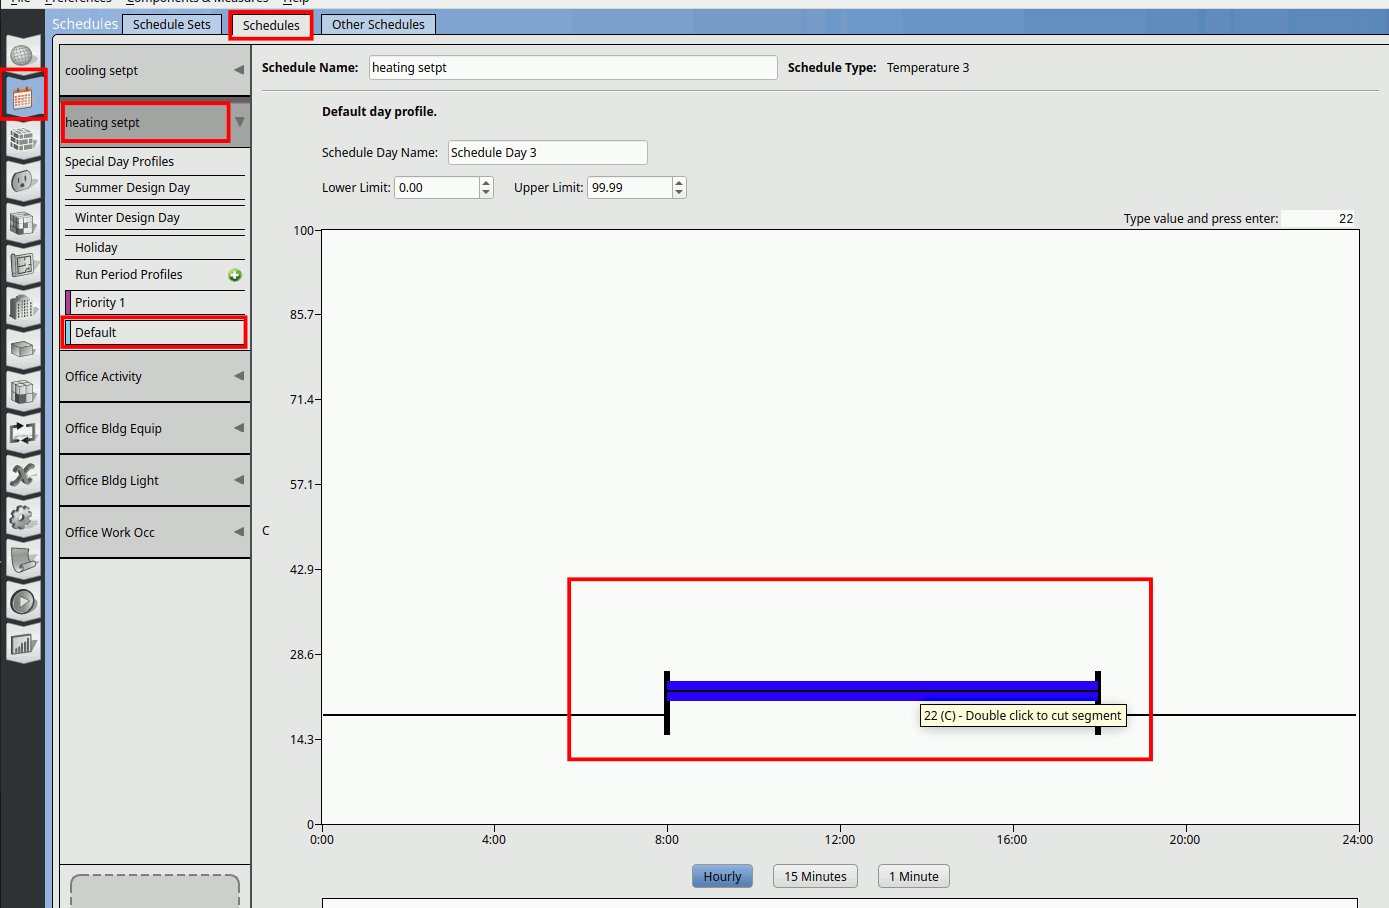 File Preferences Components & Measures Help
Schedules Schedule Sets Schedules Other Schedules
cooling setpt
heating setpt
Special Day Profiles
Summer Design Day
Winter Design Day
Holiday
Run Period Profiles
Priority 1
Default
Office Activity
Office Bldg Equip
Office Bldg Light
Office Work Occ
Schedule Name: heating setpt Schedule Type: Temperature 3
Default day profile.
Schedule Day Name: Schedule Day 3
Lower Limit: 0.00 Upper Limit: 99.99
Type value and press enter: 22
100
85.7
71.4
57.1
C
42.9
28.6
22 (C) - Double click to cut segment
14.3
0
0:00 4:00 8:00 12:00 16:00 20:00 24:00
Hourly 15 Minutes 1 Minute